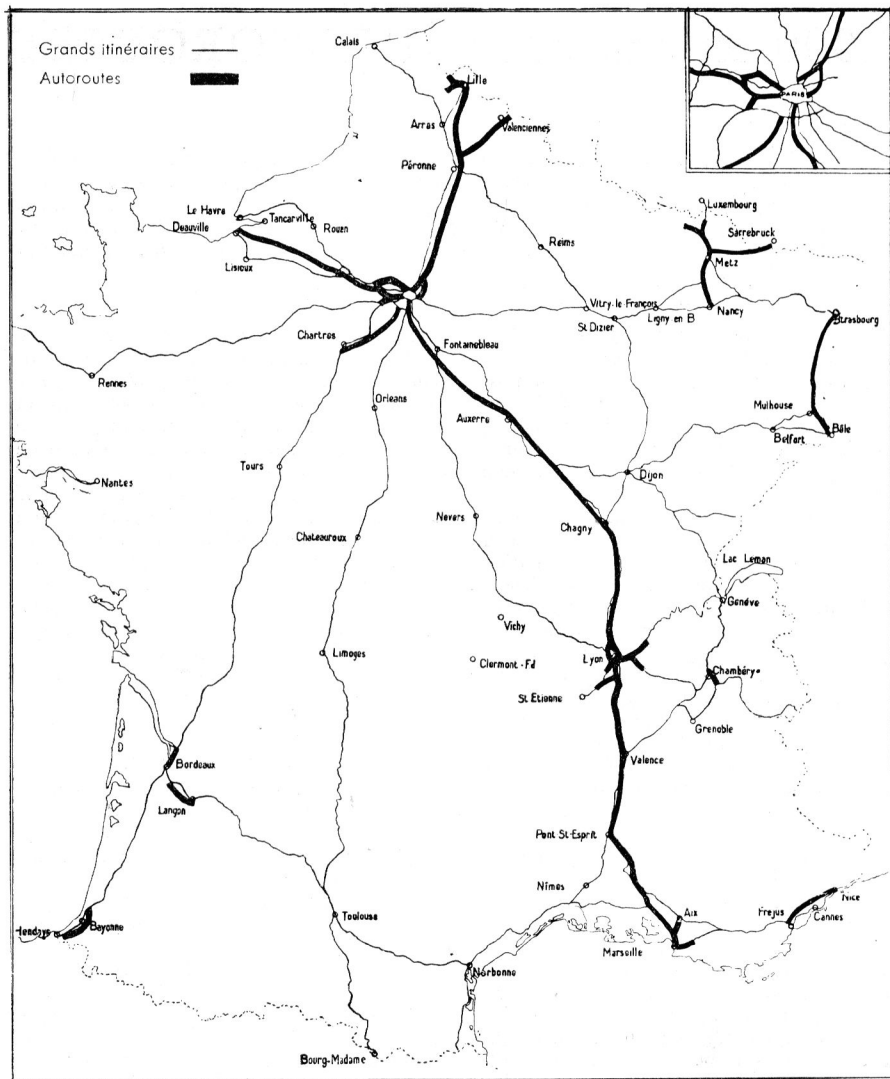 Grands itinéraires
Autoroutes
PARIS
Calais
Lille
Arras
Valenciennes
Péronne
Le Havre
Tancarville
Deauville
Rouen
Lisieux
Reims
Luxembourg
Sarrebruck
Metz
Vitry-le François
St Dizier
Ligny en B
Nancy
Strasbourg
Chartres
Fontainebleau
Rennes
Orléans
Auxerre
Mulhouse
Belfort
Bâle
Tours
Nantes
Dijon
Nevers
Chagny
Chateauroux
Lac Leman
Genève
Vichy
Limoges
Clermont-Fd
Lyon
Chambéry
St Etienne
Grenoble
Bordeaux
Valence
Langon
Pont St-Esprit
Nîmes
Toulouse
Aix
Fréjus
Nice
Cannes
Hendaye
Bayonne
Marseille
Narbonne
Bourg-Madame